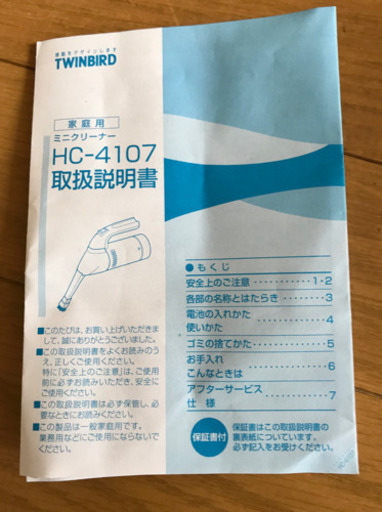 感動をデザインします
TWINBIRD
家庭用
ミニクリーナー
HC-4107
取扱説明書
■このたびは、お買い上げいただきまして、
誠にありがとうございました。
■この取扱説明書をよくお読みのうえ、
正しくご使用ください。
特に「安全上のご注意」は、ご使用
前に必ずお読みいただき、安全に
ご使用ください。
■この取扱説明書は必ず保管し、必
要なときにお読みください。
■この製品は一般家庭用です。
業務用などにご使用にならないで
ください。
●もくじ
安全上のご注意 ・・・・・・・・・・ 1・2
各部の名称とはたらき ・・・・・・ 3
電池の入れかた
使いかた ・・・・・・・・・・ 4
ゴミの捨てかた ・・・・・・・・・・ 5
お手入れ
こんなときは ・・・・・・・・・・ 6
アフターサービス
仕様 ・・・・・・・・・・ 7
保証書付
保証書はこの取扱説明書の
裏表紙についています。
必ず記入をお受けください。